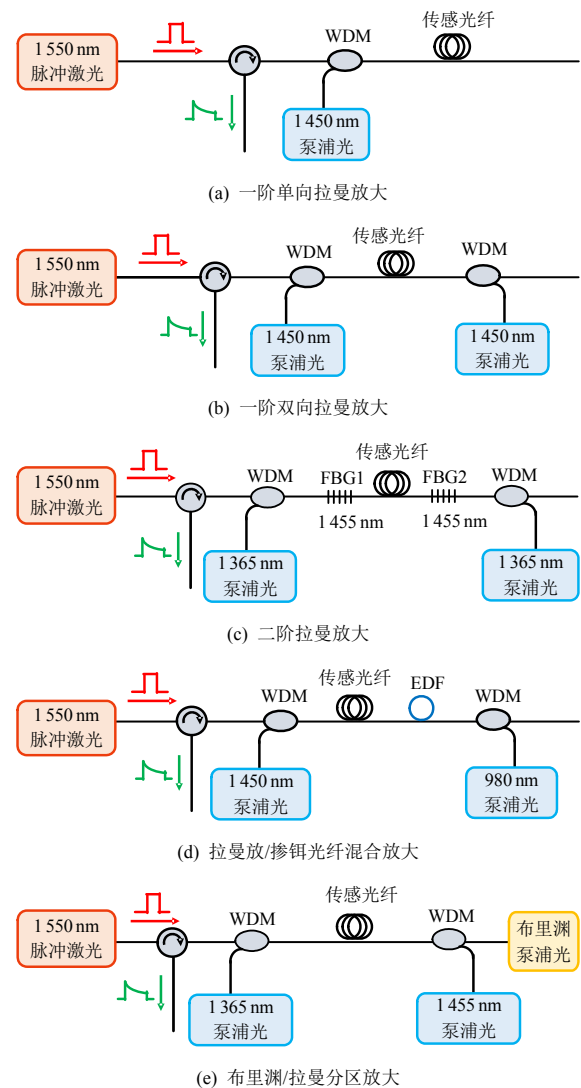 传感光纤
WDM
1 550 nm
脉冲激光
1 450 nm
泵浦光
(a) 一阶单向拉曼放大
传感光纤
WDM
WDM
1 550 nm
脉冲激光
1 450 nm
泵浦光
1 450 nm
泵浦光
(b) 一阶双向拉曼放大
传感光纤
WDM
FBG1
FBG2
WDM
1 550 nm
脉冲激光
1 455 nm
1 455 nm
1 365 nm
泵浦光
1 365 nm
泵浦光
(c) 二阶拉曼放大
传感光纤
EDF
WDM
WDM
1 550 nm
脉冲激光
1 450 nm
泵浦光
980 nm
泵浦光
(d) 拉曼放/掺铒光纤混合放大
传感光纤
WDM
WDM
1 550 nm
脉冲激光
布里渊
泵浦光
1 365 nm
泵浦光
1 455 nm
泵浦光
(e) 布里渊/拉曼分区放大